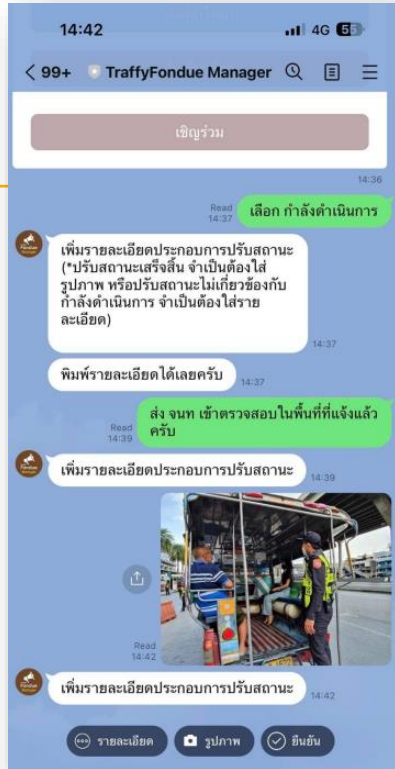 14:42
4G 55
99+ TraffyFondue Manager
เชิญร่วม
14:36
เลือก กำลังดำเนินการ
Read
14:37
เพิ่มรายละเอียดประกอบการปรับสถานะ
(*ปรับสถานะเสร็จสิ้น จำเป็นต้องใส่
รูปภาพ หรือปรับสถานะไม่เกี่ยวข้องกับ
กำลังดำเนินการ จำเป็นต้องใส่ราย
ละเอียด)
14:37
พิมพ์รายละเอียดได้เลยครับ
14:37
ส่ง จนท เข้าตรวจสอบในพื้นที่ที่แจ้งแล้ว
ครับ
Read
14:39
เพิ่มรายละเอียดประกอบการปรับสถานะ
14:39
Read
14:42
เพิ่มรายละเอียดประกอบการปรับสถานะ
14:42
รายละเอียด
รูปภาพ
ยืนยัน